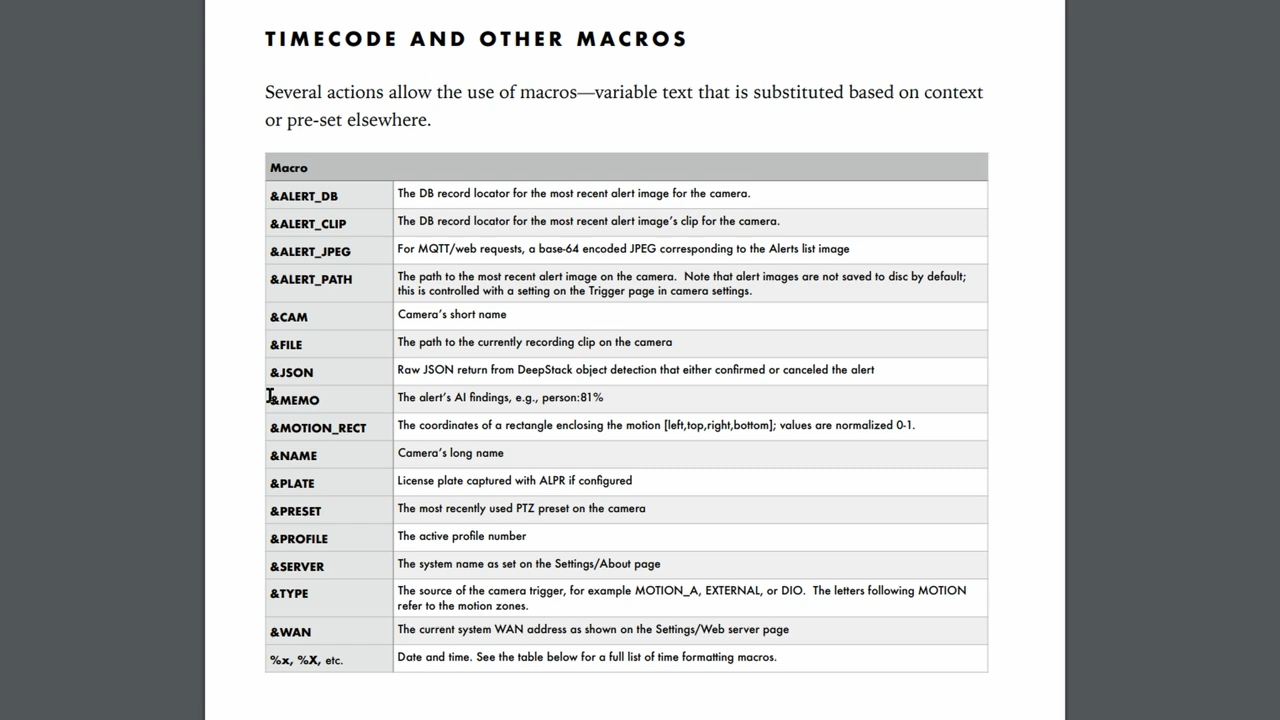 TIMECODE AND OTHER MACROS
Several actions allow the use of macros—variable text that is substituted based on context
or pre-set elsewhere.
Macro
&ALERT_DB The DB record locator for the most recent alert image for the camera.
&ALERT_CLIP The DB record locator for the most recent alert image’s clip for the camera.
&ALERT_JPEG For MQTT/web requests, a base-64 encoded JPEG corresponding to the Alerts list image
&ALERT_PATH The path to the most recent alert image on the camera.  Note that alert images are not saved to disc by default;
this is controlled with a setting on the Trigger page in camera settings.
&CAM Camera’s short name
&FILE The path to the currently recording clip on the camera
&JSON Raw JSON return from DeepStack object detection that either confirmed or canceled the alert
&MEMO The alert’s AI findings, e.g., person:81%
&MOTION_RECT The coordinates of a rectangle enclosing the motion [left,top,right,bottom]; values are normalized 0-1.
&NAME Camera’s long name
&PLATE License plate captured with ALPR if configured
&PRESET The most recently used PTZ preset on the camera
&PROFILE The active profile number
&SERVER The system name as set on the Settings/About page
&TYPE The source of the camera trigger, for example MOTION_A, EXTERNAL, or DIO.  The letters following MOTION
refer to the motion zones.
&WAN The current system WAN address as shown on the Settings/Web server page
%x, %X, etc. Date and time. See the table below for a full list of time formatting macros.